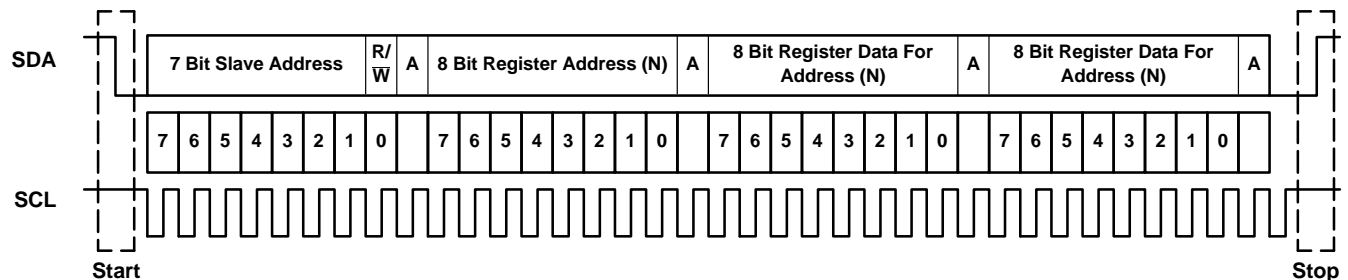 SDA
7 Bit Slave Address
R/
W
A
8 Bit Register Address (N)
A
8 Bit Register Data For
Address (N)
A
8 Bit Register Data For
Address (N)
A
7 6 5 4 3 2 1 0 7 6 5 4 3 2 1 0 7 6 5 4 3 2 1 0 7 6 5 4 3 2 1 0
SCL
Start
Stop